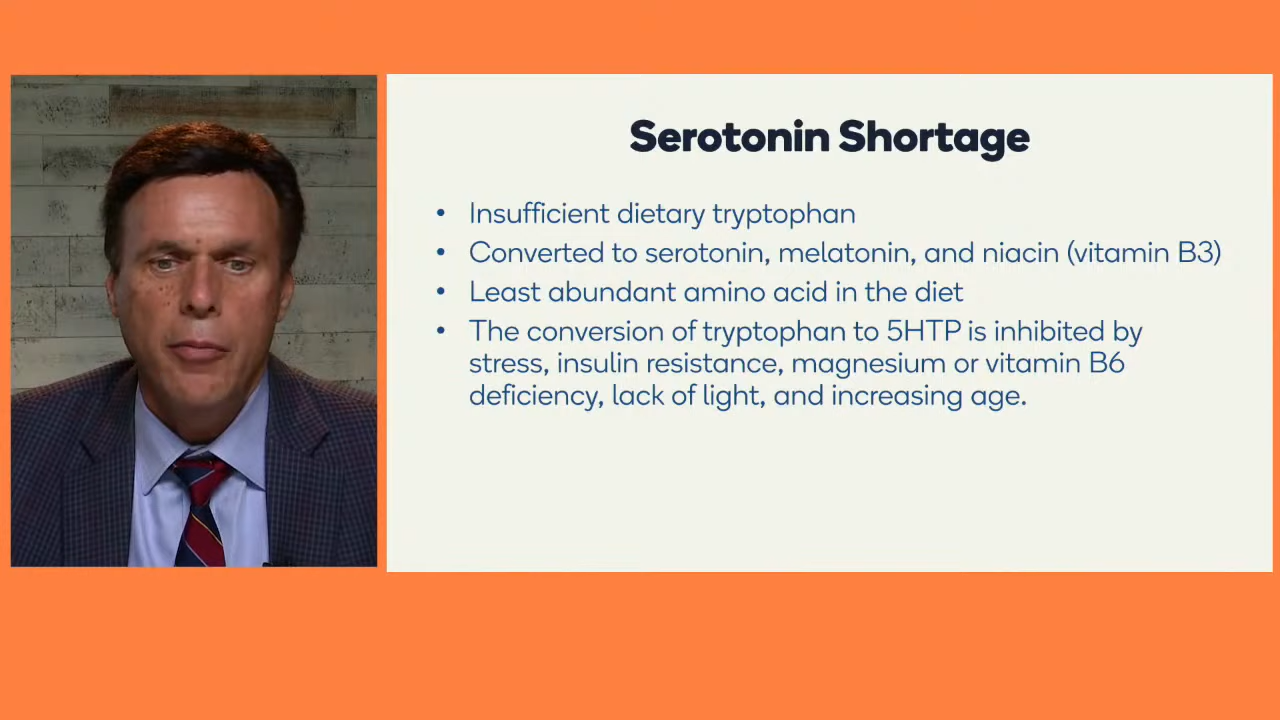 Serotonin Shortage
• Insufficient dietary tryptophan
• Converted to serotonin, melatonin, and niacin (vitamin B3)
• Least abundant amino acid in the diet
• The conversion of tryptophan to 5HTP is inhibited by
stress, insulin resistance, magnesium or vitamin B6
deficiency, lack of light, and increasing age.